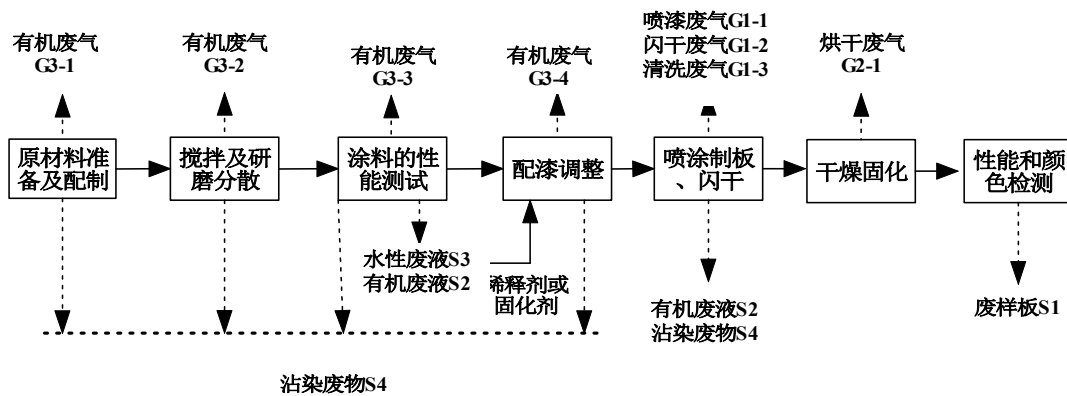 有机废气
G3-1
有机废气
G3-2
有机废气
G3-3
有机废气
G3-4
喷漆废气G1-1
闪干废气G1-2
清洗废气G1-3
烘干废气
G2-1
原材料准
备及配制
搅拌及研
磨分散
涂料的性
能测试
配漆调整
喷涂制板
、闪干
干燥固化
性能和颜
色检测
水性废液S3
有机废液S2
稀释剂或
固化剂
有机废液S2
沾染废物S4
废样板S1
沾染废物S4